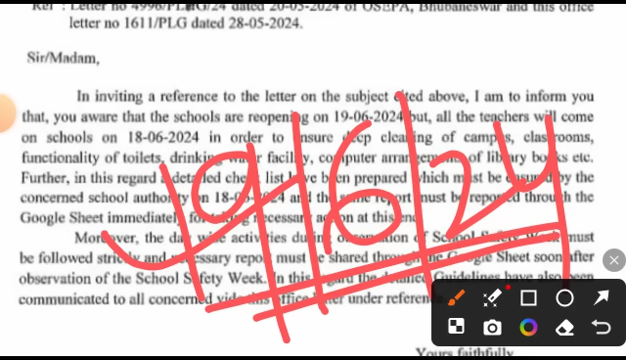 Ref : Letter no 4996/PLNG/24 dated 20-05-2024 of OSEPA, Bhubaneswar and this office
letter no 1611/PLG dated 28-05-2024.
Sir/Madam,
In inviting a reference to the letter on the subject cited above, I am to inform you
that, you aware that the schools are reopening on 19-06-2024 but, all the teachers will come
on schools on 18-06-2024 in order to ensure deep cleaning of campus, classrooms,
functionality of toilets, drinking water facility, computer arrangements of library books etc.
Further, in this regard a detailed check list have been prepared which must be ensured by the
concerned school authority on 18-06-2024 and the same report must be reported through the
Google Sheet immediately for taking necessary action at this end.
Moreover, the day wise activities during observation of School Safety Week must
be followed strictly and necessary report must be shared through the Google Sheet soon after
observation of the School Safety Week. In this regard the detailed Guidelines have also been
communicated to all concerned vide this office letter under reference.
19/6/24
Yours faithfully